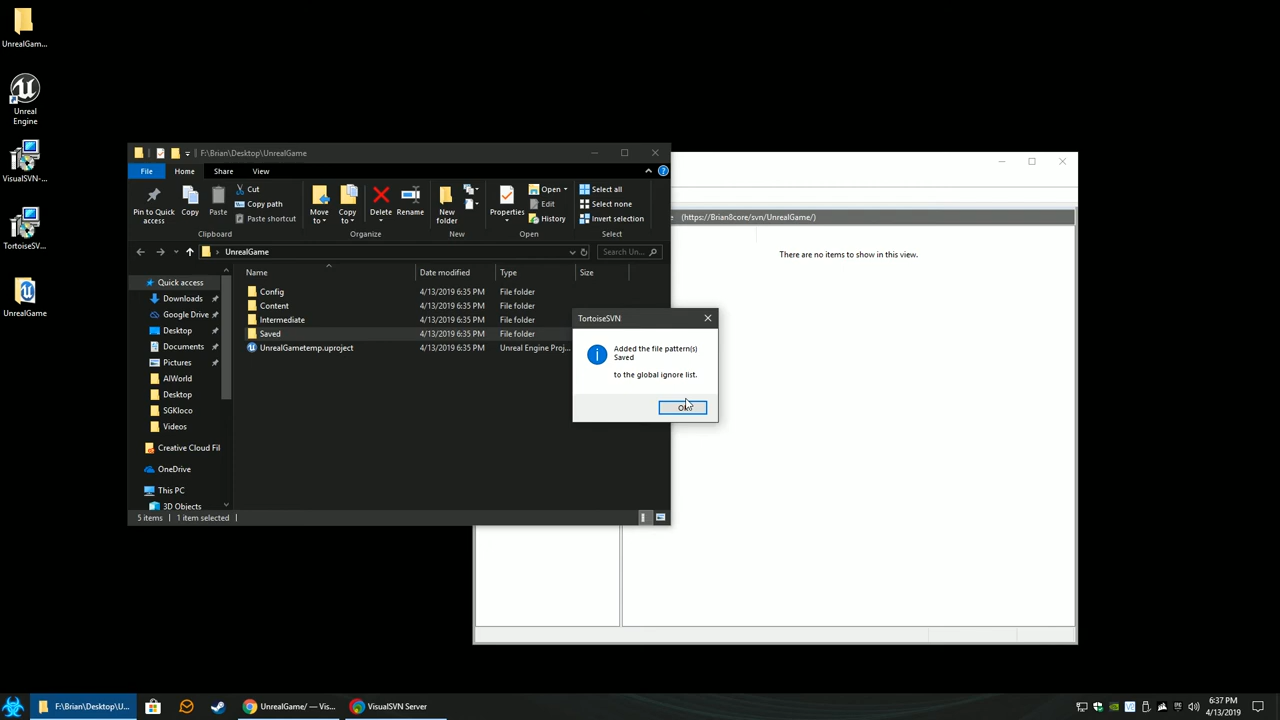 UnrealGam...
Unreal
Engine
VisualSVN-...
TortoiseSV...
UnrealGame
F:\Brian\Desktop\UnrealGame
File
Home
Share
View
Pin to Quick
access
Copy
Paste
Cut
Copy path
Paste shortcut
Clipboard
Move
to
Copy
to
Delete
Rename
Organize
New
folder
New
Properties
Open
Edit
History
Open
Select all
Select none
Invert selection
Select
UnrealGame
Search Un...
Name
Date modified
Type
Size
Quick access
Downloads
Google Drive
Desktop
Documents
Pictures
AIWorld
Desktop
SGKloco
Videos
Creative Cloud Fil
OneDrive
This PC
3D Objects
Config 4/13/2019 6:35 PM File folder
Content 4/13/2019 6:35 PM File folder
Intermediate 4/13/2019 6:35 PM File folder
Saved 4/13/2019 6:35 PM File folder
UnrealGametemp.uproject 4/13/2019 6:35 PM Unreal Engine Proj...
5 items 1 item selected
(https://Brian8core/svn/UnrealGame/)
There are no items to show in this view.
TortoiseSVN
Added the file pattern(s)
Saved
to the global ignore list.
F:\Brian\Desktop\U...
UnrealGame/ — Vis...
VisualSVN Server
6:37 PM
4/13/2019